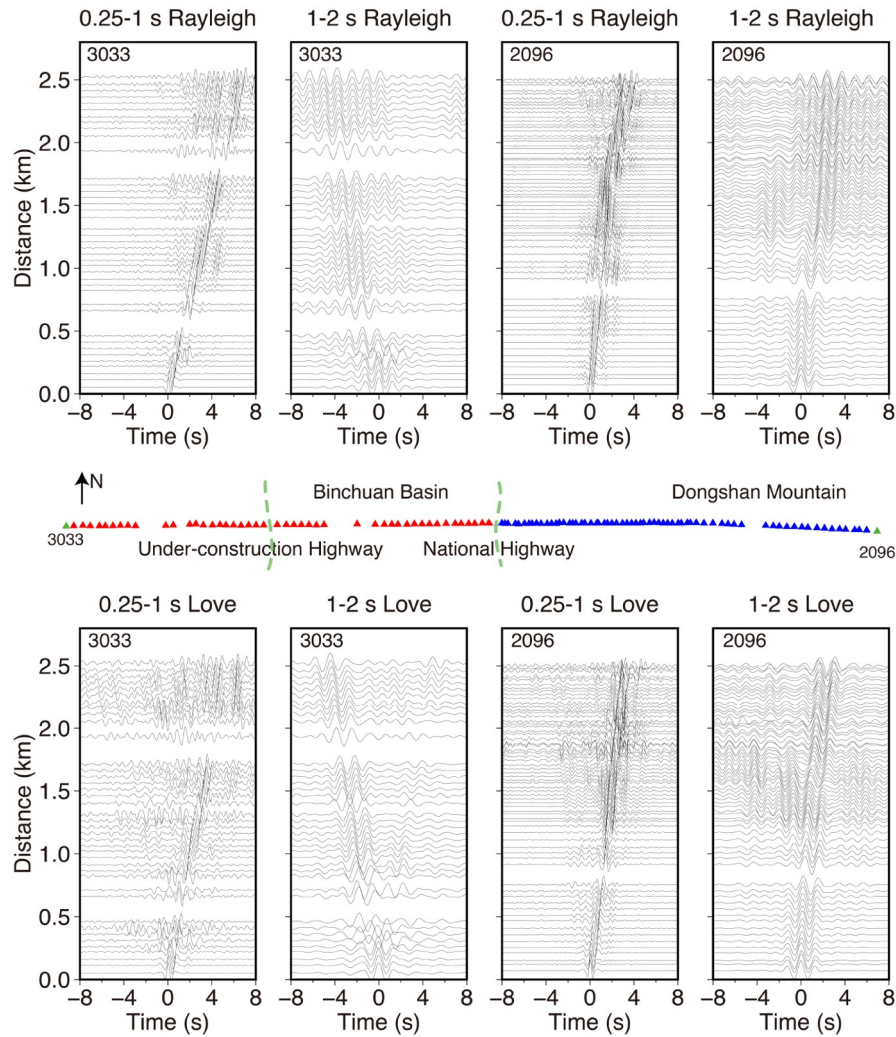 0.25-1 s Rayleigh 1-2 s Rayleigh 0.25-1 s Rayleigh 1-2 s Rayleigh
3033 3033 2096 2096
2.5
2.0
1.5
1.0
0.5
0.0
Distance (km)
−8 −4 0 4 8 −8 −4 0 4 8 −8 −4 0 4 8 −8 −4 0 4 8
Time (s) Time (s) Time (s) Time (s)
N
Binchuan Basin Dongshan Mountain
3033 Under-construction Highway National Highway 2096
0.25-1 s Love 1-2 s Love 0.25-1 s Love 1-2 s Love
3033 3033 2096 2096
2.5
2.0
1.5
1.0
0.5
0.0
Distance (km)
−8 −4 0 4 8 −8 −4 0 4 8 −8 −4 0 4 8 −8 −4 0 4 8
Time (s) Time (s) Time (s) Time (s)